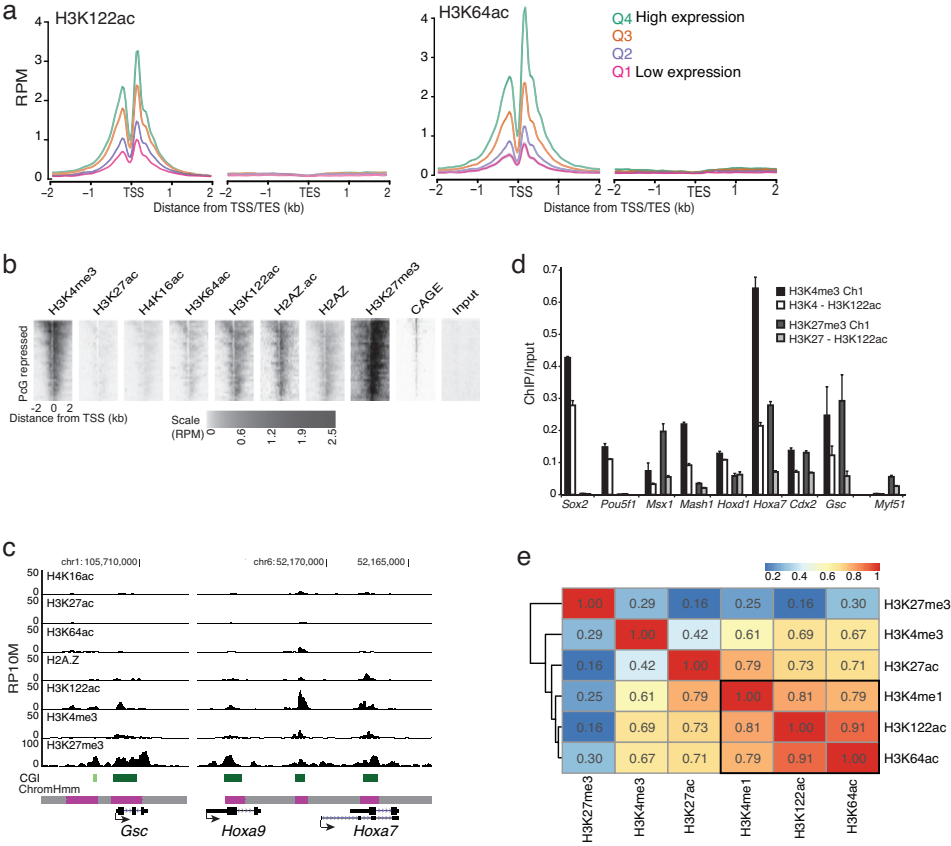 a
H3K122ac
H3K64ac
Q4 High expression
Q3
Q2
Q1 Low expression
RPM
4
3
2
1
0
4
3
2
1
0
−2 −1 TSS 1 2 −2 −1 TES 1 2
Distance from TSS/TES (kb)
−2 −1 TSS 1 2 −2 −1 TES 1 2
Distance from TSS/TES (kb)
b
H3K4me3
H3K27ac
H4K16ac
H3K64ac
H3K122ac
H2AZ.ac
H2AZ
H3K27me3
CAGE
Input
PcG repressed
-2 0 2
Distance from TSS (kb)
Scale
(RPM)
0 0.6 1.2 1.9 2.5
d
ChIP/Input
0.7
0.6
0.4
0.3
0.2
0.1
0
H3K4me3 Ch1
H3K4 - H3K122ac
H3K27me3 Ch1
H3K27 - H3K122ac
Sox2 Pou5f1 Msx1 Mash1 Hoxd1 Hoxa7 Cdx2 Gsc Myf51
c
chr1: 105,710,000 chr6: 52,170,000 52,165,000
RP10M
50
H4K16ac
50
H3K27ac
50
H3K64ac
50
H2A.Z
50
H3K122ac
50
H3K4me3
100
H3K27me3
0
CGI
ChromHmm
Gsc Hoxa9 Hoxa7
e
0.2 0.4 0.6 0.8 1
1.00 0.29 0.16 0.25 0.16 0.30 H3K27me3
0.29 1.00 0.42 0.61 0.69 0.67 H3K4me3
0.16 0.42 1.00 0.79 0.73 0.71 H3K27ac
0.25 0.61 0.79 1.00 0.81 0.79 H3K4me1
0.16 0.69 0.73 0.81 1.00 0.91 H3K122ac
0.30 0.67 0.71 0.79 0.91 1.00 H3K64ac
H3K27me3
H3K4me3
H3K27ac
H3K4me1
H3K122ac
H3K64ac